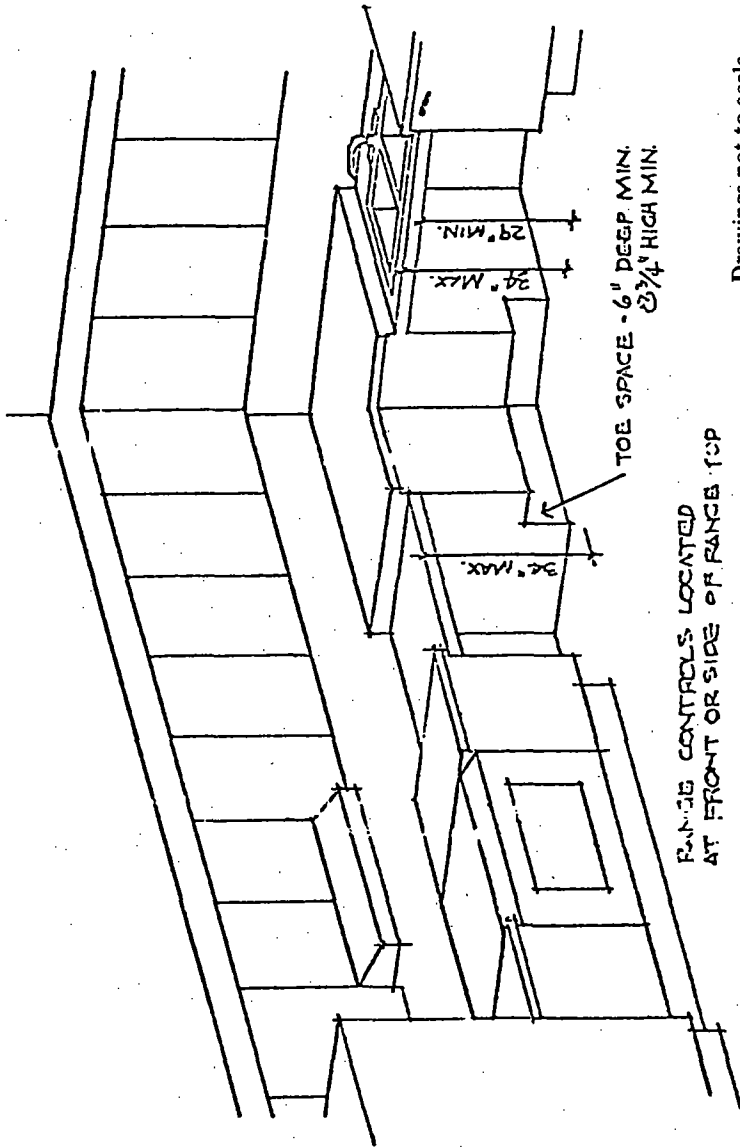 29" MIN.
34" MAX.
TOE SPACE - 6" DEEP MIN.
8 3/4" HIGH MIN.
34" MAX.
RANGE CONTROLS LOCATED
AT FRONT OR SIDE OF RANGE TOP
Drawings not to scale